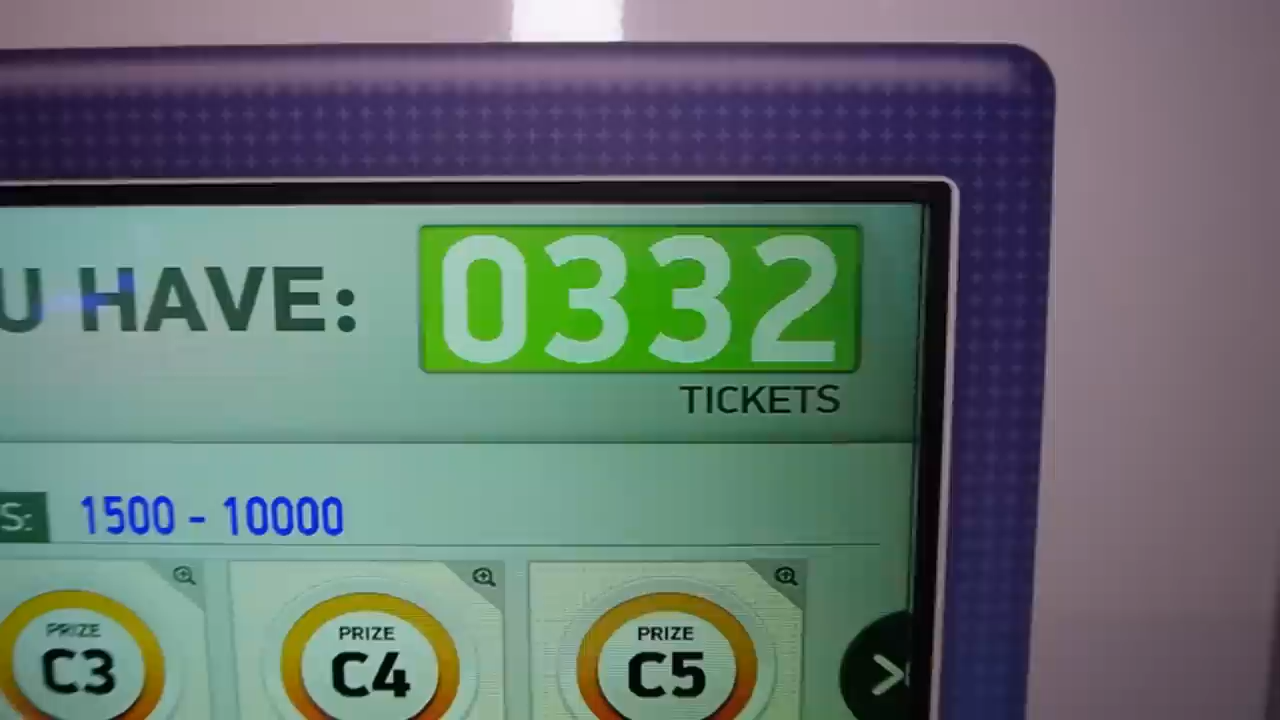 HAVE: 0332
TICKETS
S: 1500 - 10000
PRIZE PRIZE PRIZE
C3 C4 C5